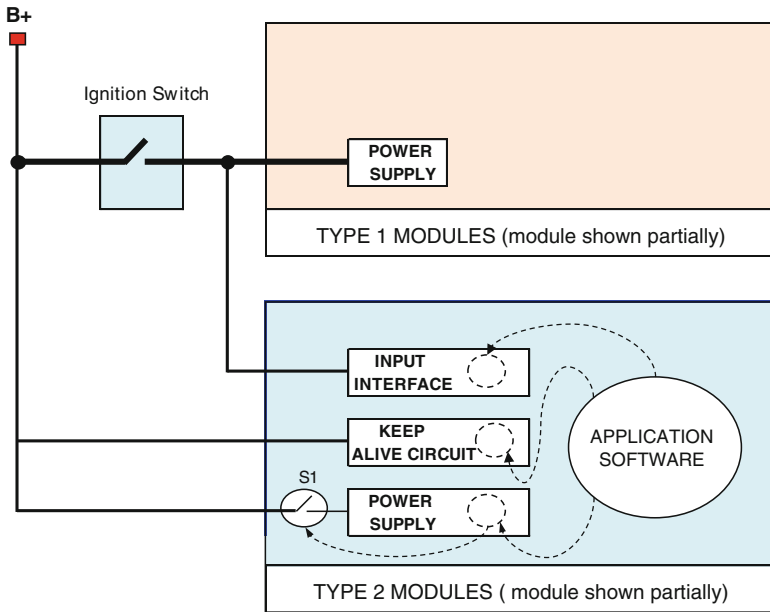 B+
Ignition Switch
POWER
SUPPLY
TYPE 1 MODULES (module shown partially)
INPUT
INTERFACE
KEEP
ALIVE CIRCUIT
S1
POWER
SUPPLY
APPLICATION
SOFTWARE
TYPE 2 MODULES ( module shown partially)